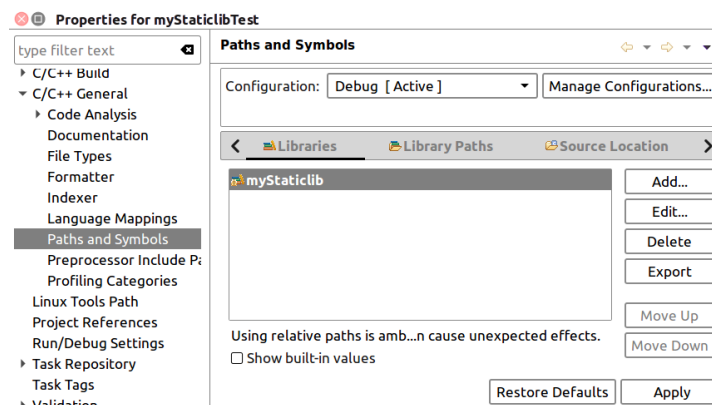 Properties for myStaticlibTest
type filter text
C/C++ Build
C/C++ General
Code Analysis
Documentation
File Types
Formatter
Indexer
Language Mappings
Paths and Symbols
Preprocessor Include Pa
Profiling Categories
Linux Tools Path
Project References
Run/Debug Settings
Task Repository
Task Tags
Validation
Paths and Symbols
Configuration: Debug [ Active ] Manage Configurations...
Libraries Library Paths Source Location
myStaticlib
Add...
Edit...
Delete
Export
Move Up
Move Down
Using relative paths is amb...n cause unexpected effects.
Show built-in values
Restore Defaults Apply